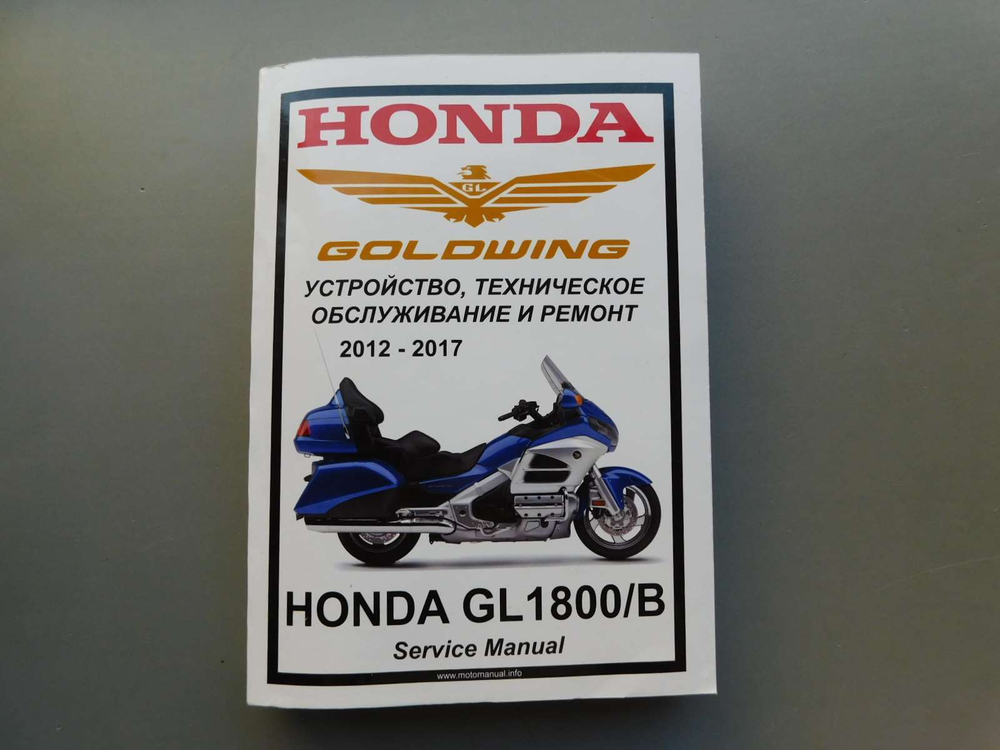 HONDA
GL
GOLDWING
УСТРОЙСТВО, ТЕХНИЧЕСКОЕ
ОБСЛУЖИВАНИЕ И РЕМОНТ
2012 - 2017
HONDA GL1800/B
Service Manual
www.motomanual.info